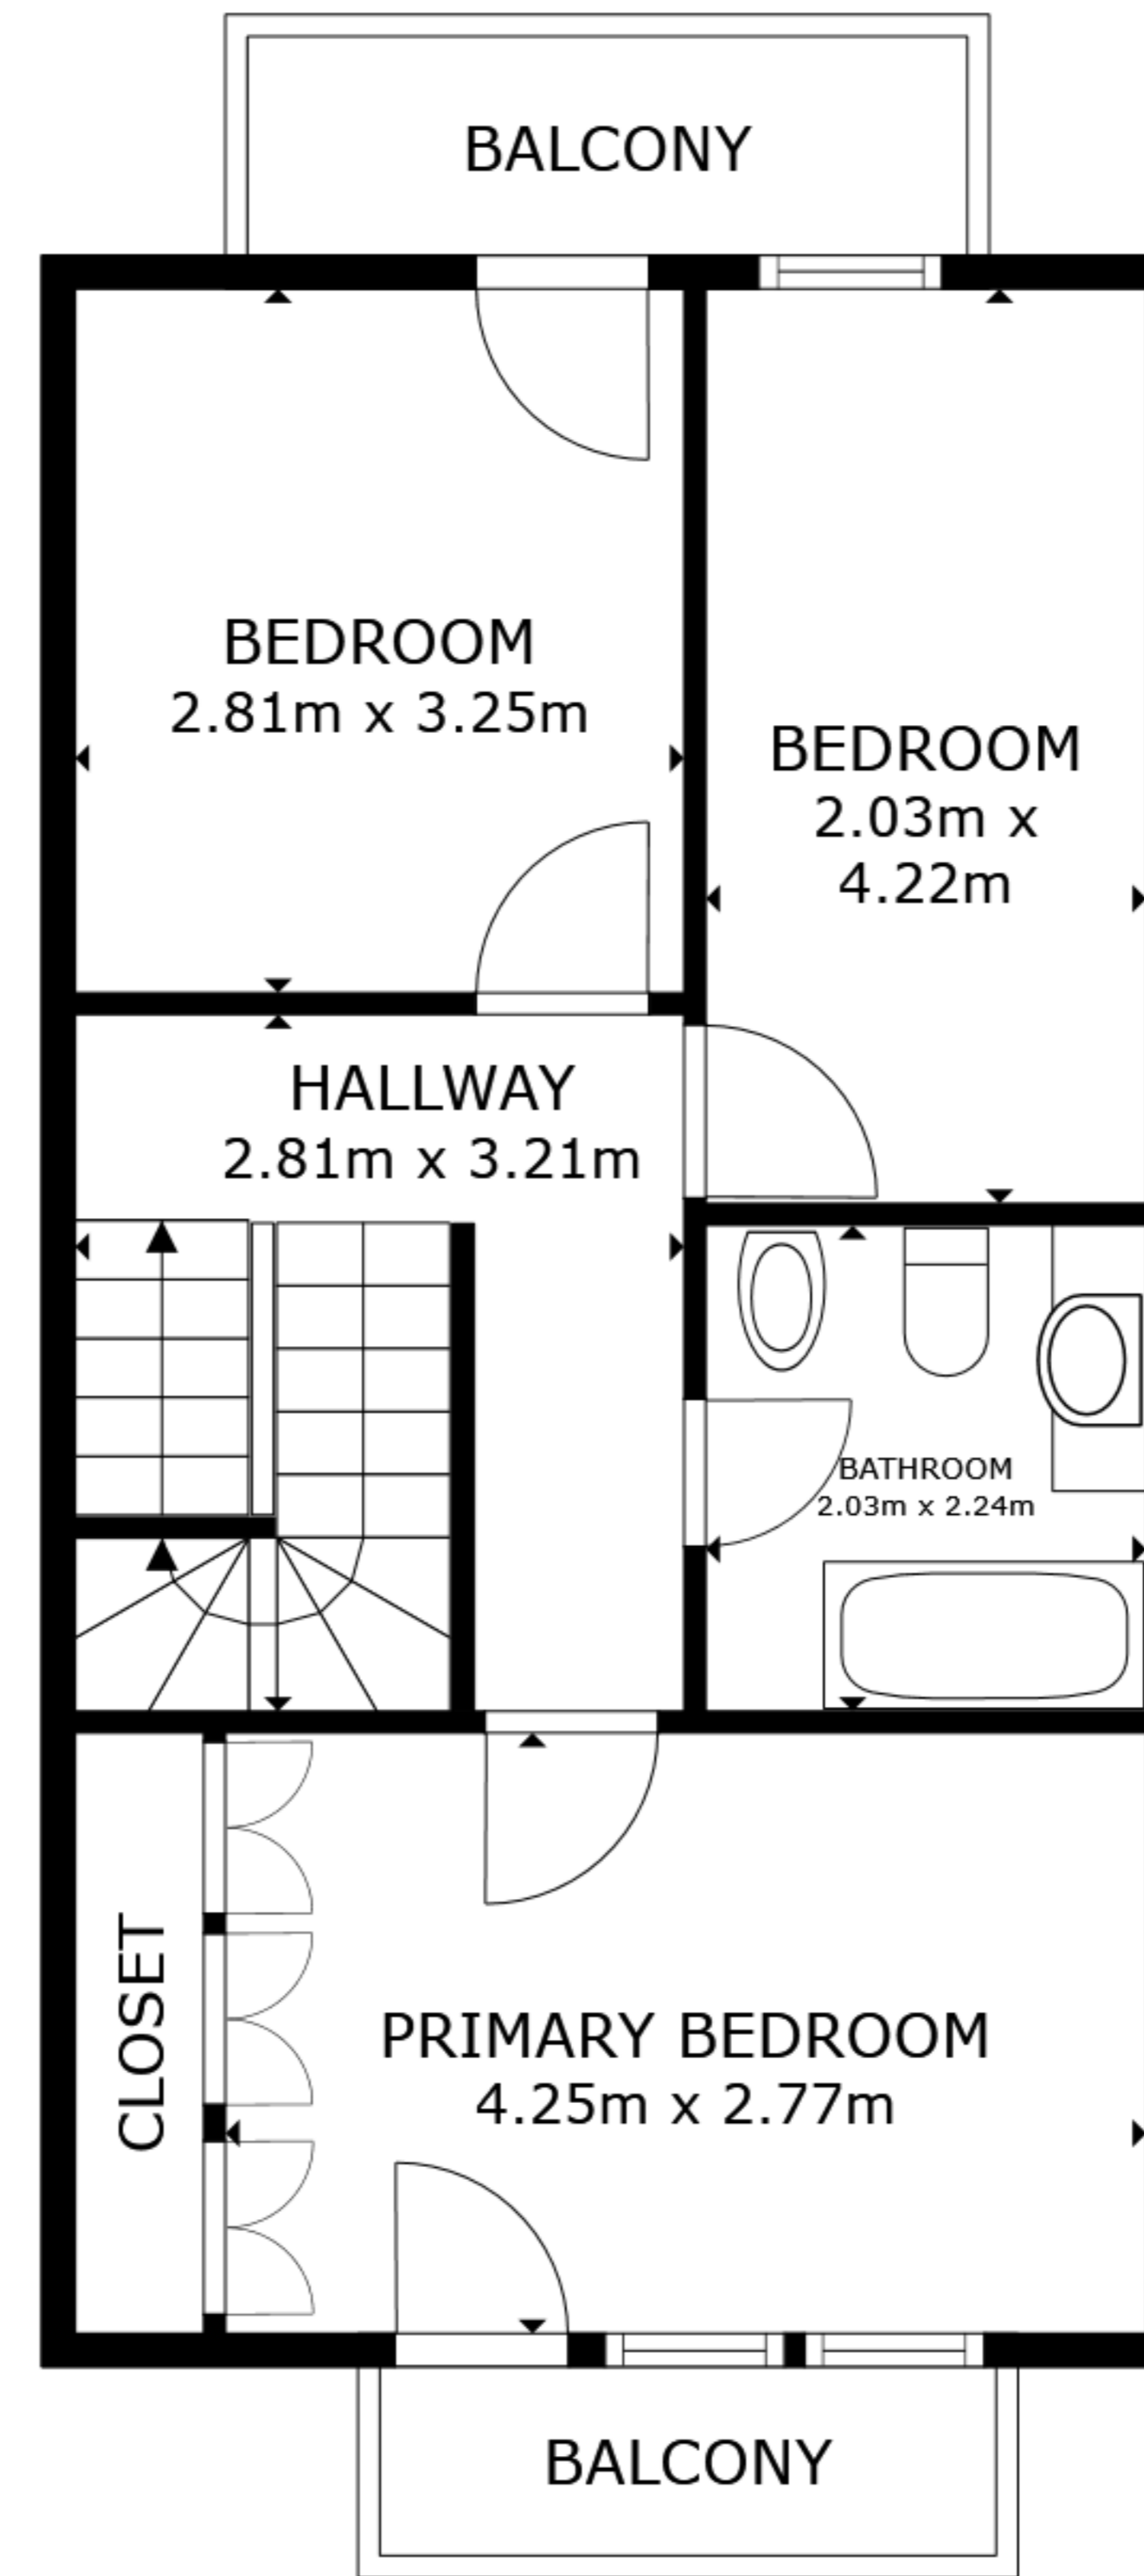 BALCONY
BEDROOM
2.81m x 3.25m
BEDROOM
2.03m x
4.22m
HALLWAY
2.81m x 3.21m
BATHROOM
2.03m x 2.24m
CLOSET
PRIMARY BEDROOM
4.25m x 2.77m
BALCONY